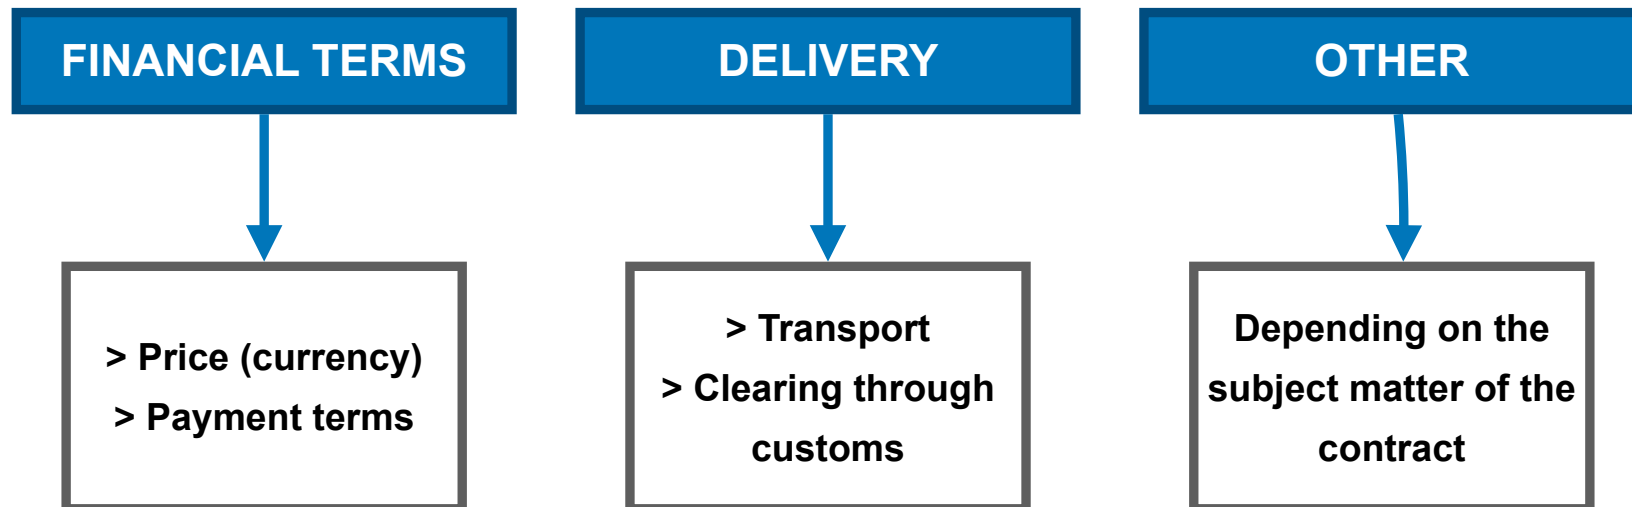 FINANCIAL TERMS
> Price (currency)
> Payment terms
DELIVERY
> Transport
> Clearing through
customs
OTHER
Depending on the
subject matter of the
contract